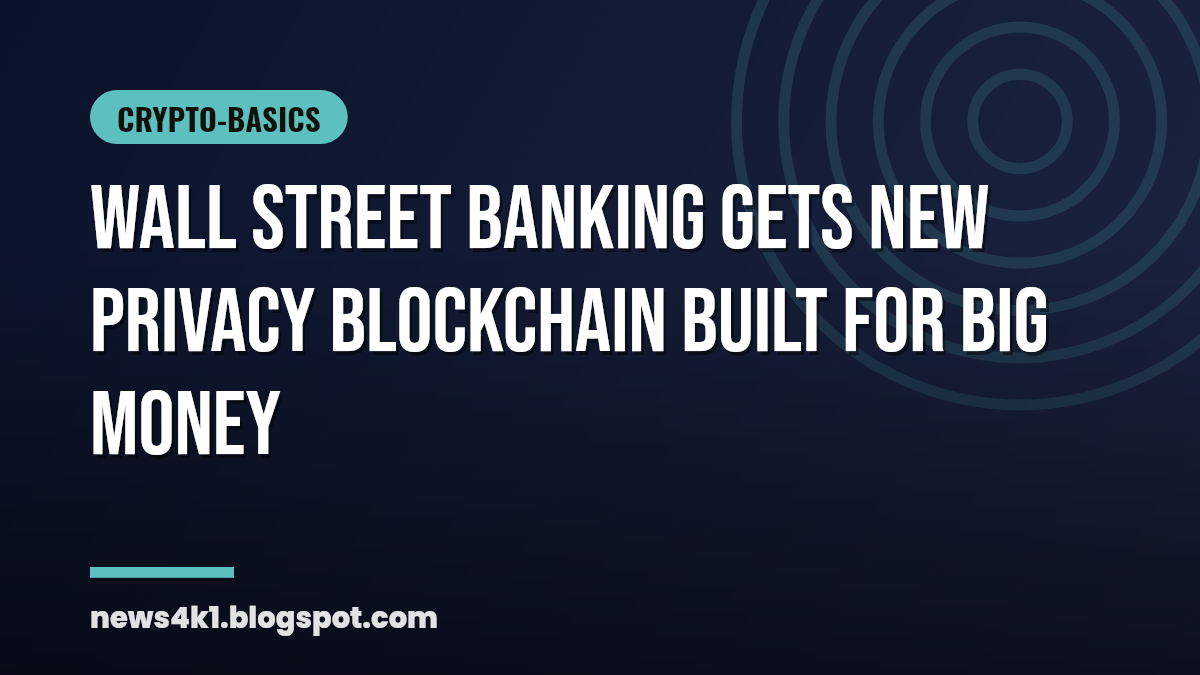 CRYPTO-BASICS
WALL STREET BANKING GETS NEW
PRIVACY BLOCKCHAIN BUILT FOR BIG
MONEY
news4k1.blogspot.com